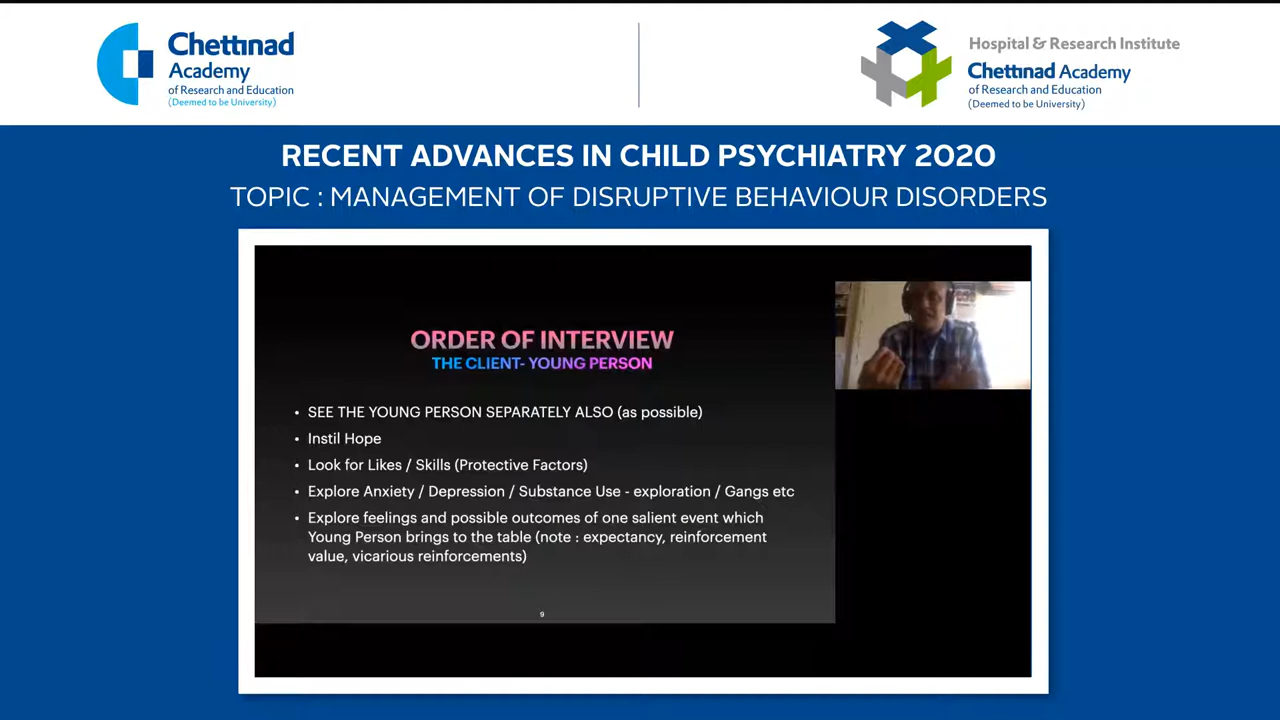 Chettinad
Academy
of Research and Education
(Deemed to be University)
Hospital & Research Institute
Chettinad Academy
of Research and Education
(Deemed to be University)
RECENT ADVANCES IN CHILD PSYCHIATRY 2020
TOPIC : MANAGEMENT OF DISRUPTIVE BEHAVIOUR DISORDERS
ORDER OF INTERVIEW
THE CLIENT- YOUNG PERSON
• SEE THE YOUNG PERSON SEPARATELY ALSO (as possible)
• Instil Hope
• Look for Likes / Skills (Protective Factors)
• Explore Anxiety / Depression / Substance Use - exploration / Gangs etc
• Explore feelings and possible outcomes of one salient event which
Young Person brings to the table (note : expectancy, reinforcement
value, vicarious reinforcements)
9